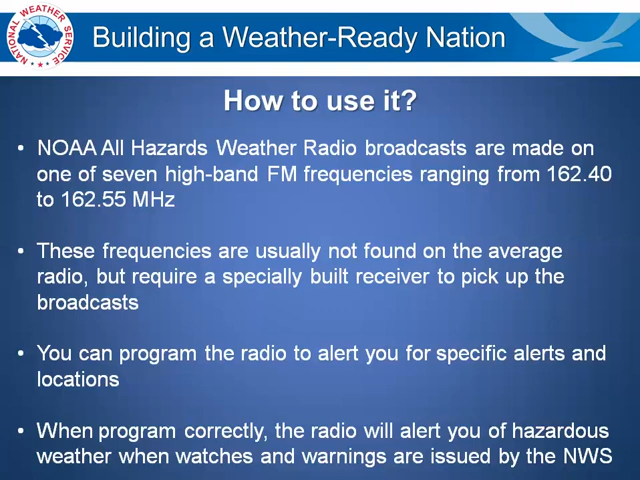 NATIONAL WEATHER SERVICE
Building a Weather-Ready Nation
How to use it?
• NOAA All Hazards Weather Radio broadcasts are made on
one of seven high-band FM frequencies ranging from 162.40
to 162.55 MHz
• These frequencies are usually not found on the average
radio, but require a specially built receiver to pick up the
broadcasts
• You can program the radio to alert you for specific alerts and
locations
• When program correctly, the radio will alert you of hazardous
weather when watches and warnings are issued by the NWS